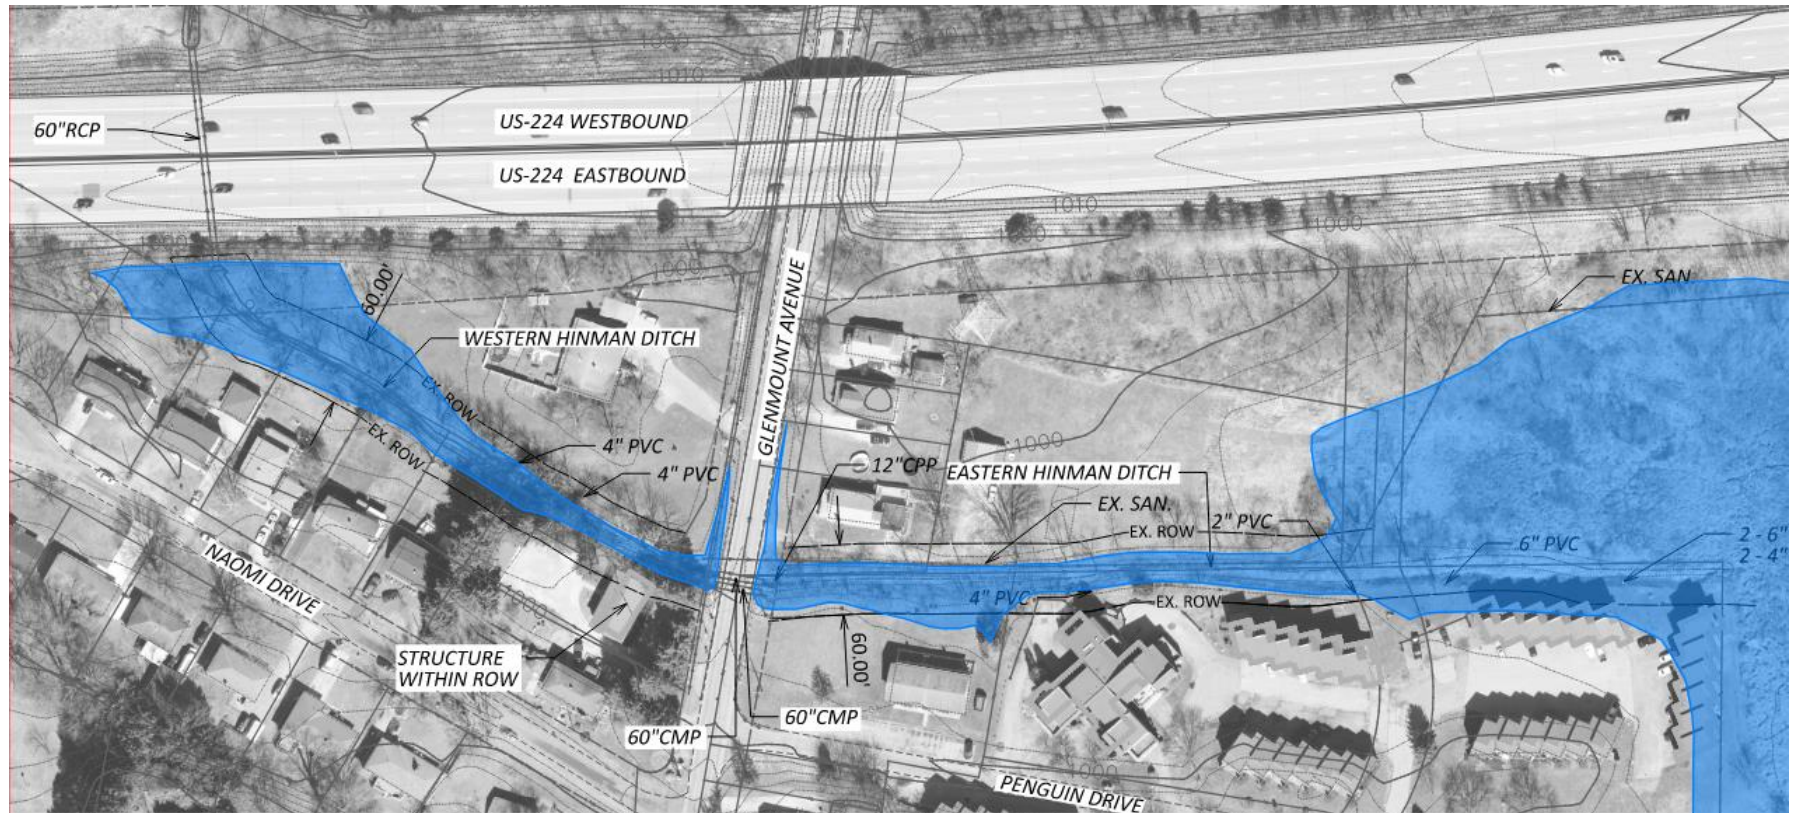 1000
1010
60"RCP
US-224 WESTBOUND
US-224 EASTBOUND
1010
1000
1000
60.00'
GLENMOUNT AVENUE
EX. SAN
WESTERN HINMAN DITCH
EX. ROW
EX. ROW
4" PVC
4" PVC
12"CPP
1000
EASTERN HINMAN DITCH
EX. SAN.
EX. ROW
2" PVC
6" PVC
2 - 6"
2 - 4"
NAOMI DRIVE
1000
4" PVC
EX. ROW
60.00'
STRUCTURE
WITHIN ROW
60"CMP
60"CMP
1000
PENGUIN DRIVE